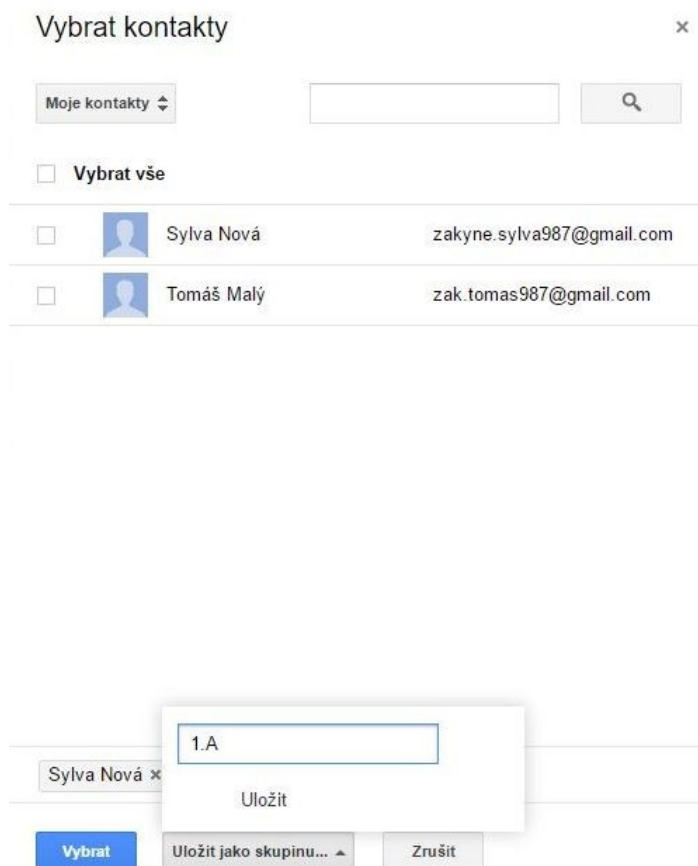 Vybrat kontakty ×
Moje kontakty
Vybrat vše
Sylva Nová zakyne.sylva987@gmail.com
Tomáš Malý zak.tomas987@gmail.com
1.A
Sylva Nová ×
Uložit
Vybrat Uložit jako skupinu... Zrušit